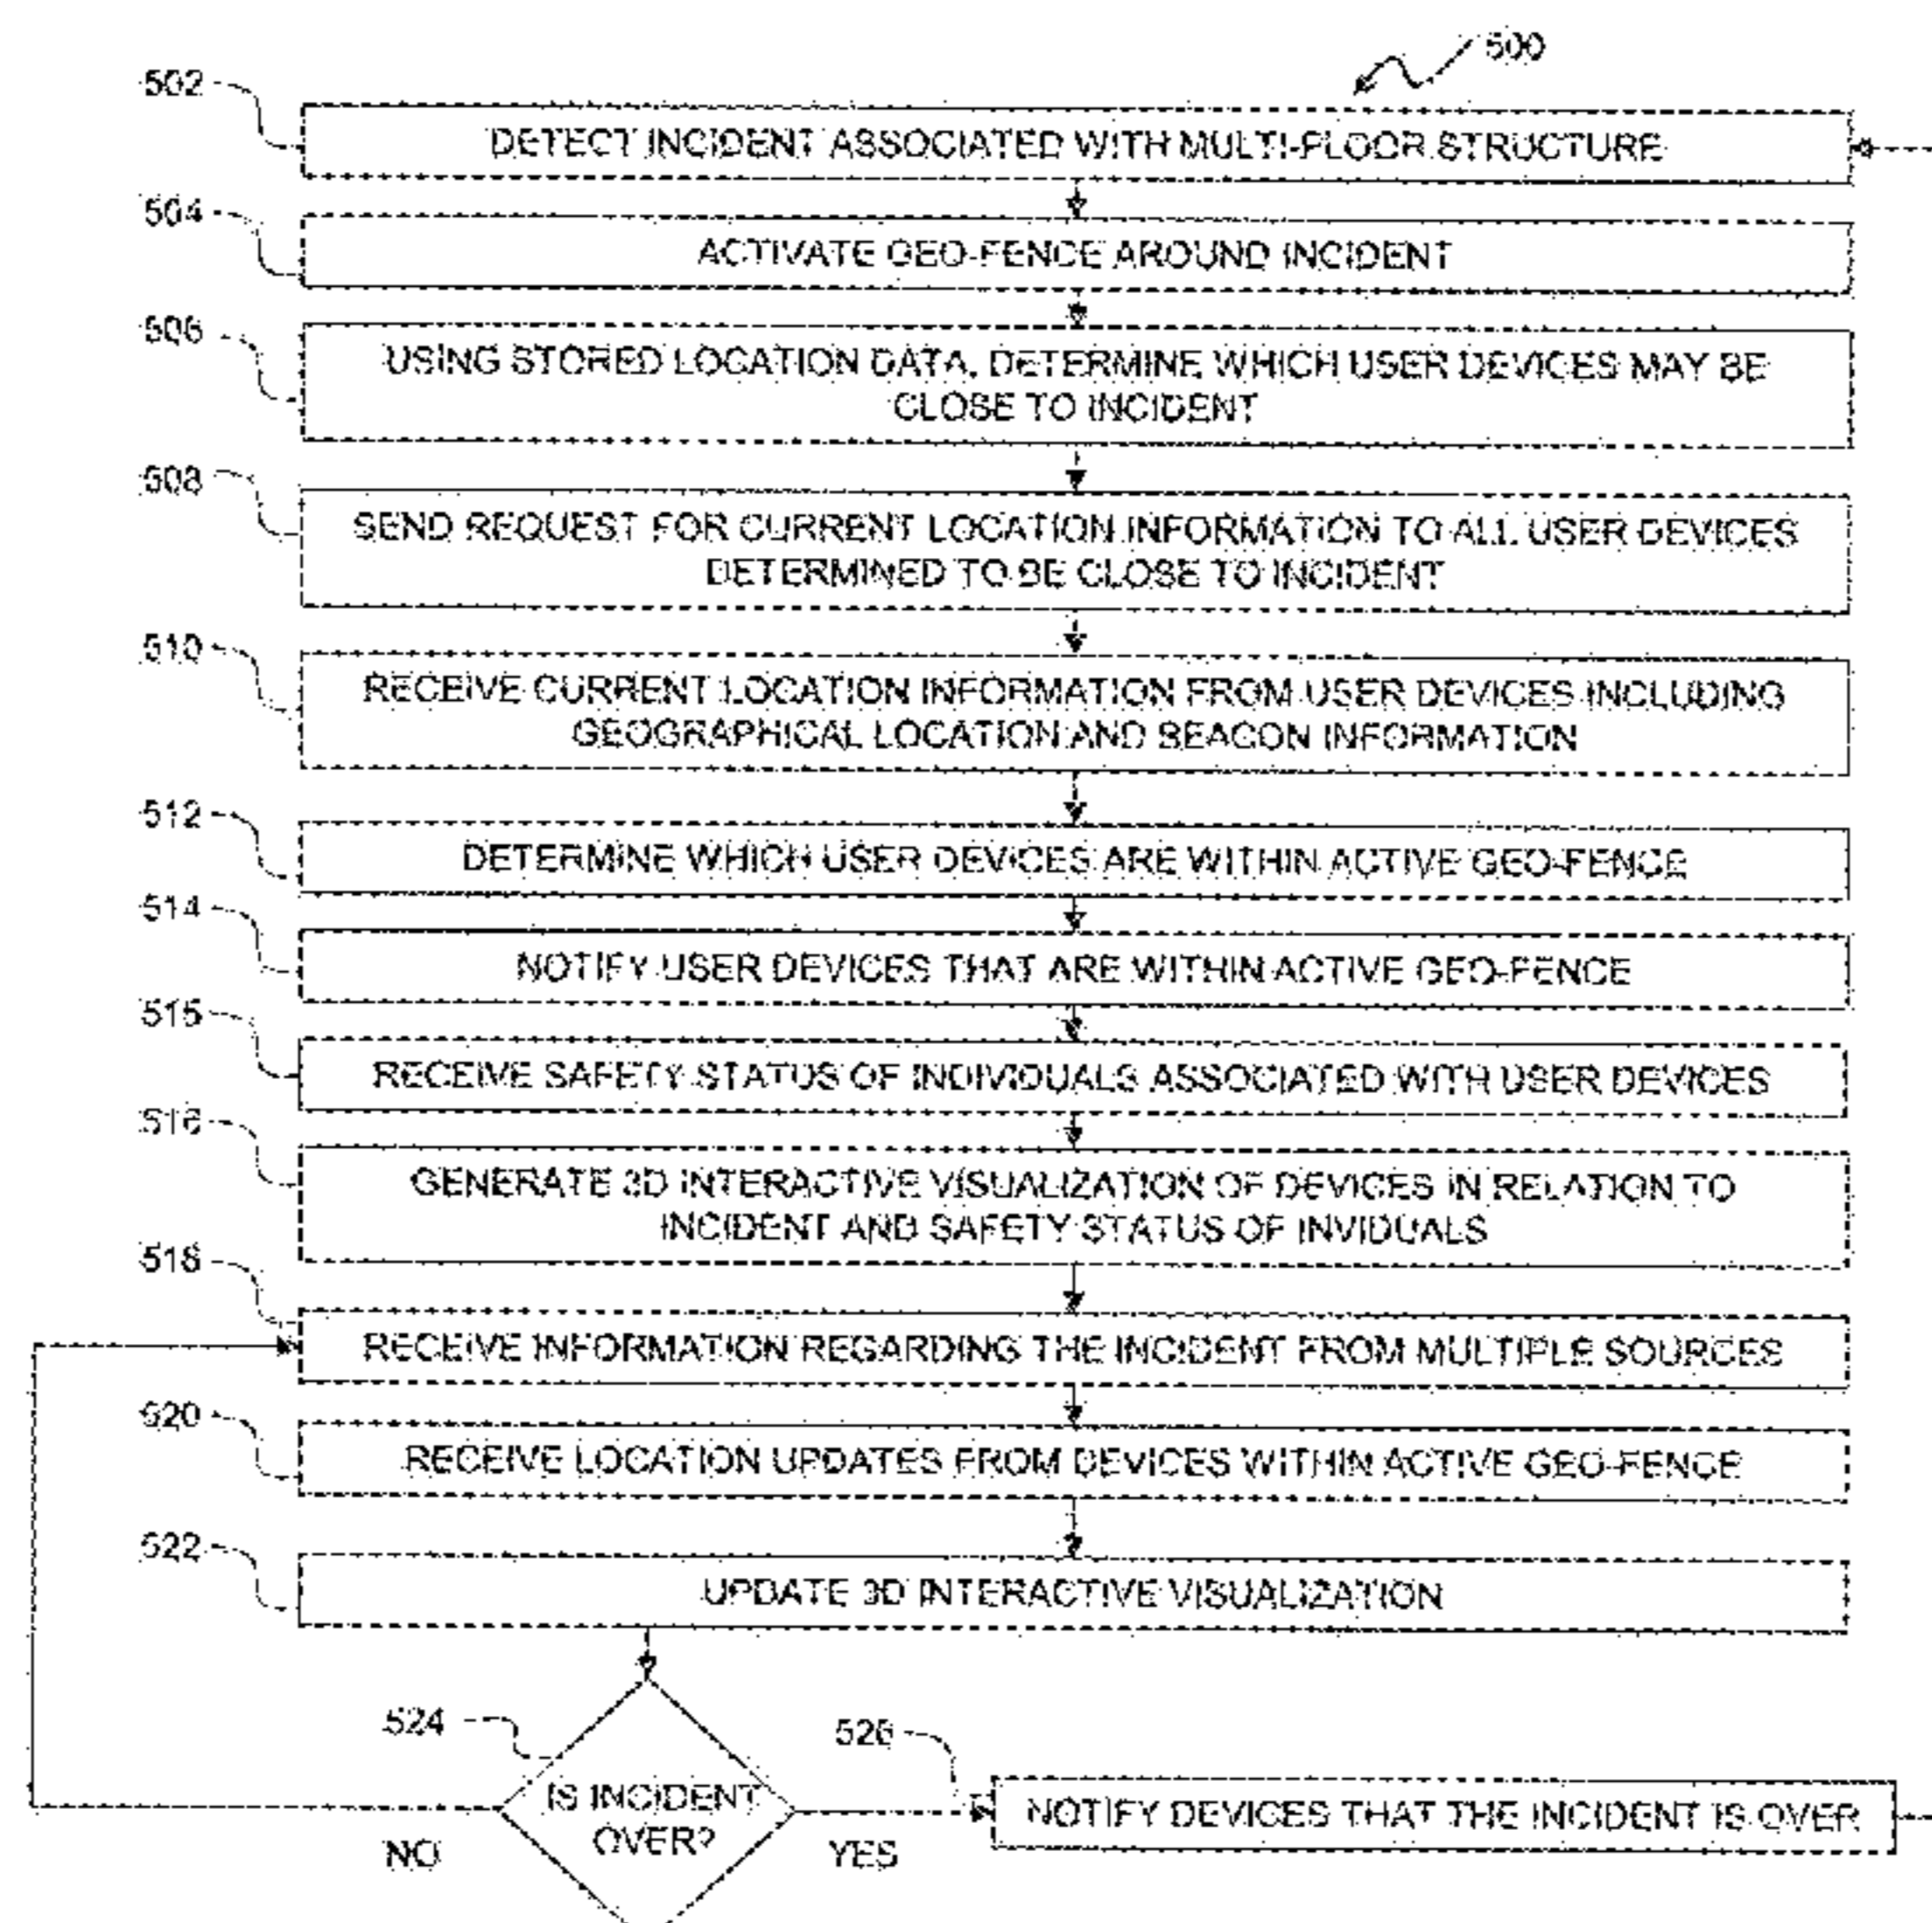 500
502
DETECT INCIDENT ASSOCIATED WITH MULTI-FLOOR STRUCTURE
504
ACTIVATE GEO-FENCE AROUND INCIDENT
506
USING STORED LOCATION DATA, DETERMINE WHICH USER DEVICES MAY BE
CLOSE TO INCIDENT
508
SEND REQUEST FOR CURRENT LOCATION INFORMATION TO ALL USER DEVICES
DETERMINED TO BE CLOSE TO INCIDENT
510
RECEIVE CURRENT LOCATION INFORMATION FROM USER DEVICES INCLUDING
GEOGRAPHICAL LOCATION AND BEACON INFORMATION
512
DETERMINE WHICH USER DEVICES ARE WITHIN ACTIVE GEO-FENCE
514
NOTIFY USER DEVICES THAT ARE WITHIN ACTIVE GEO-FENCE
515
RECEIVE SAFETY STATUS OF INDIVIDUALS ASSOCIATED WITH USER DEVICES
516
GENERATE 3D INTERACTIVE VISUALIZATION OF DEVICES IN RELATION TO
INCIDENT AND SAFETY STATUS OF INVIDUALS
518
RECEIVE INFORMATION REGARDING THE INCIDENT FROM MULTIPLE SOURCES
520
RECEIVE LOCATION UPDATES FROM DEVICES WITHIN ACTIVE GEO-FENCE
522
UPDATE 3D INTERACTIVE VISUALIZATION
524
IS INCIDENT
OVER?
NO
YES
526
NOTIFY DEVICES THAT THE INCIDENT IS OVER